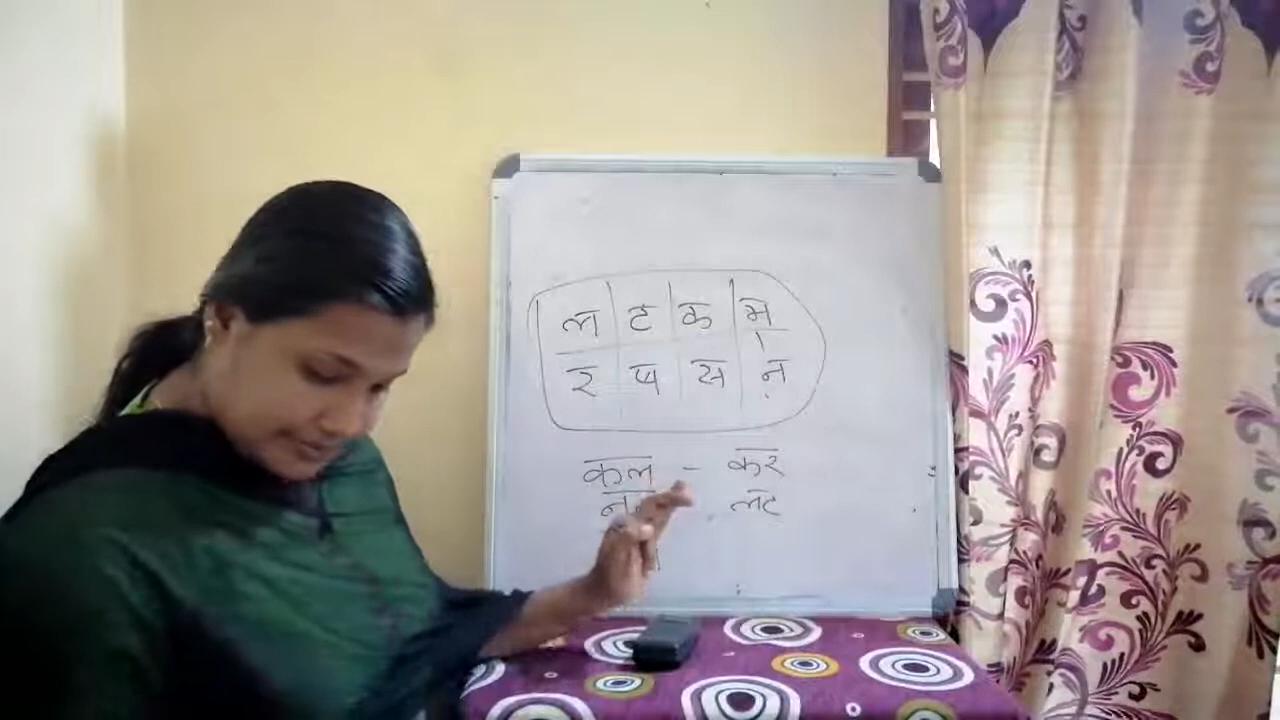 ल ट क म
र ष स न
कल - कर
लट